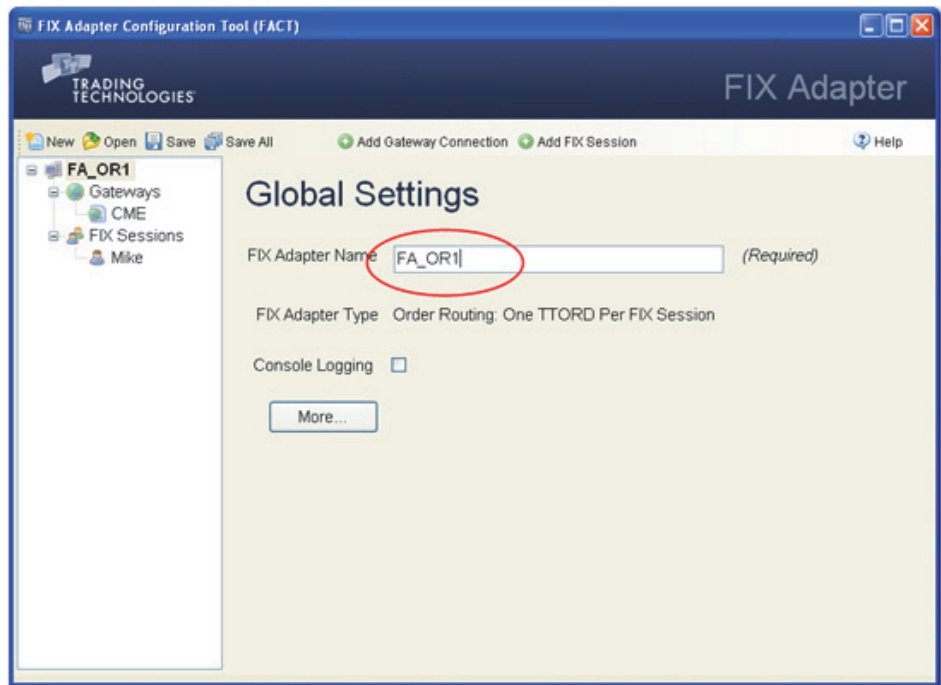 FIX Adapter Configuration Tool (FACT)
TRADING
TECHNOLOGIES
FIX Adapter
New Open Save Save All Add Gateway Connection Add FIX Session Help
FA_OR1
Gateways
CME
FIX Sessions
Mike
Global Settings
FIX Adapter Name FA_OR1 (Required)
FIX Adapter Type Order Routing: One TTORD Per FIX Session
Console Logging
More...